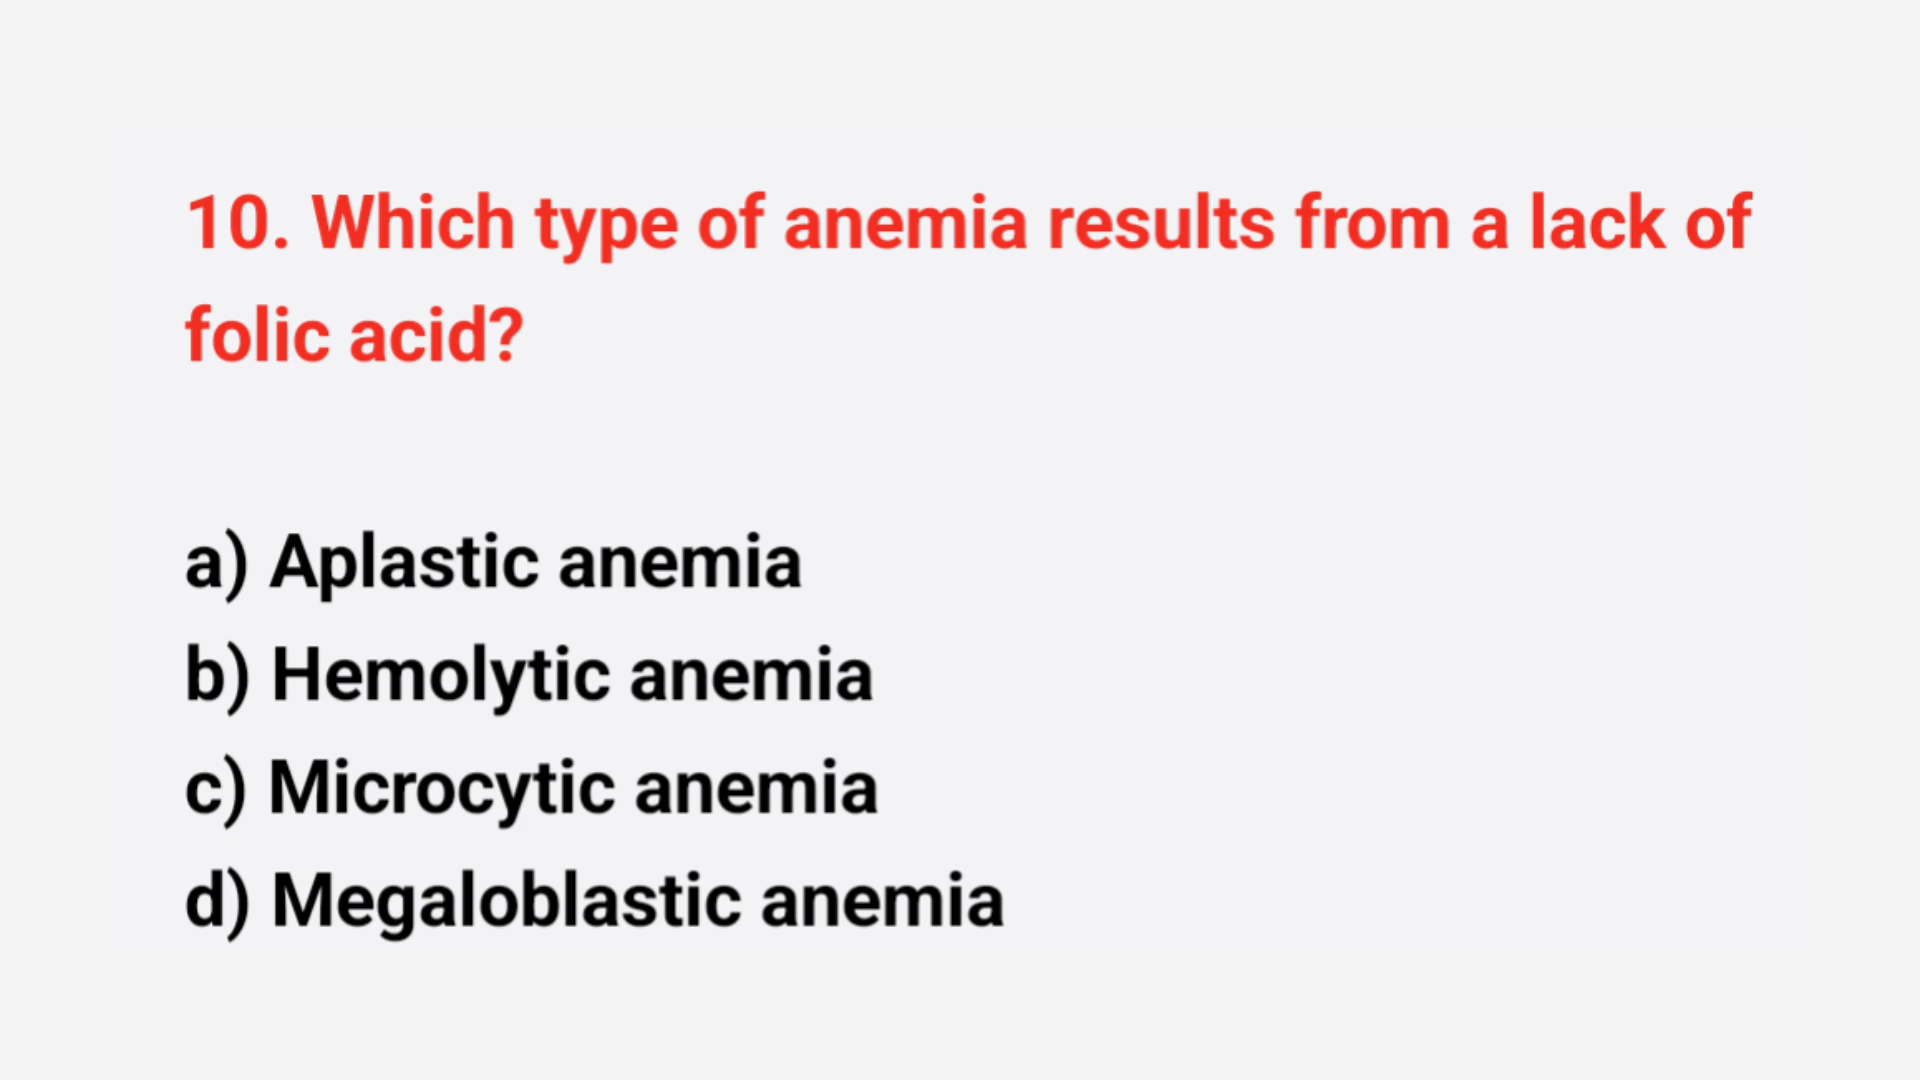 10. Which type of anemia results from a lack of
folic acid?
a) Aplastic anemia
b) Hemolytic anemia
c) Microcytic anemia
d) Megaloblastic anemia